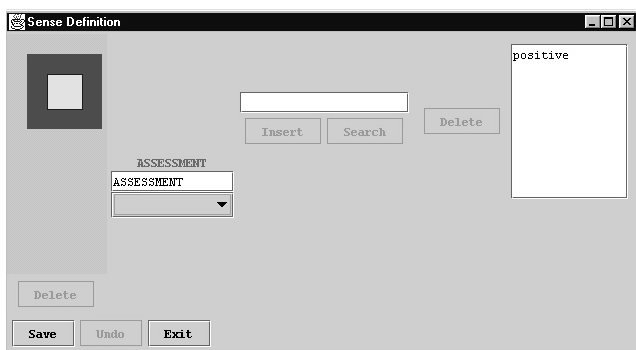 Sense Definition
positive
Insert Search Delete
ASSESSMENT
ASSESSMENT
Delete
Save Undo Exit